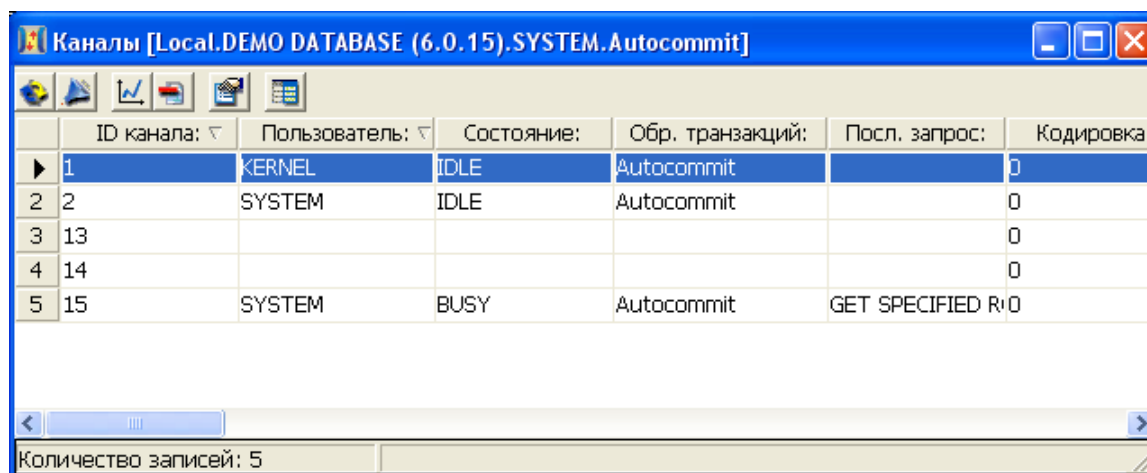 Каналы [Local.DEMO DATABASE (6.0.15).SYSTEM.Autocommit]
ID канала: Пользователь: Состояние: Обр. транзакций: Посл. запрос: Кодировка
1 KERNEL IDLE Autocommit 0
2 2 SYSTEM IDLE Autocommit 0
3 13 0
4 14 0
5 15 SYSTEM BUSY Autocommit GET SPECIFIED 0
Количество записей: 5